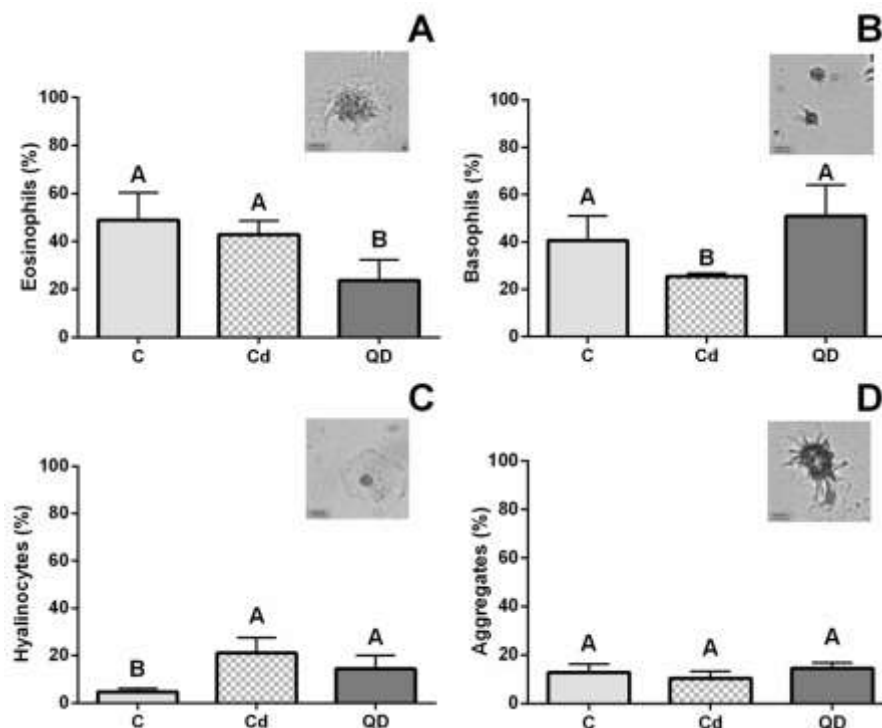 A
100
80
60
40
20
0
Eosinophils (%)
A
A
B
C
Cd
QD
B
100
80
60
40
20
0
Basophils (%)
A
B
A
C
Cd
QD
C
100
80
60
40
20
0
Hyalinocytes (%)
B
A
A
C
Cd
QD
D
100
80
60
40
20
0
Aggregates (%)
A
A
A
C
Cd
QD